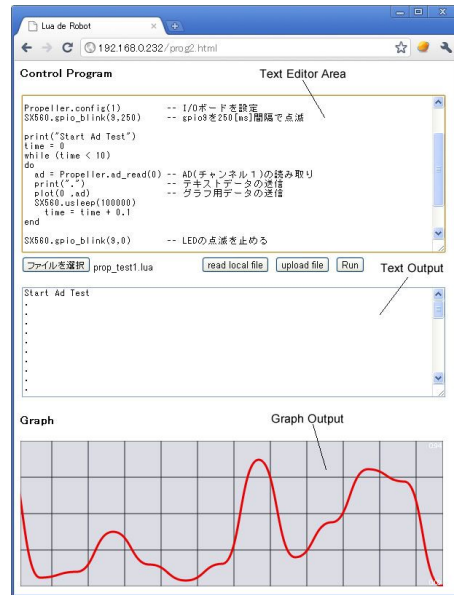 Lua de Robot
192.168.0.232/prog2.html
Control Program
Text Editor Area
Propeller.config(1) -- I/Oボードを設定
SX560.gpio_blink(9,250) -- gpio9を250[ms]間隔で点滅
print("Start Ad Test")
time = 0
while (time < 10)
do
ad = Propeller.ad_read(0) -- AD(チャンネル1)の読み取り
print(".") -- テキストデータの送信
plot(0 ,ad) -- グラフ用データの送信
SX560.usleep(100000)
time = time + 0.1
end
SX560.gpio_blink(9,0) -- LEDの点滅を止める
ファイルを選択 prop_test1.lua read local file upload file Run
Text Output
Start Ad Test
.
.
.
.
.
.
.
.
.
Graph
Graph Output